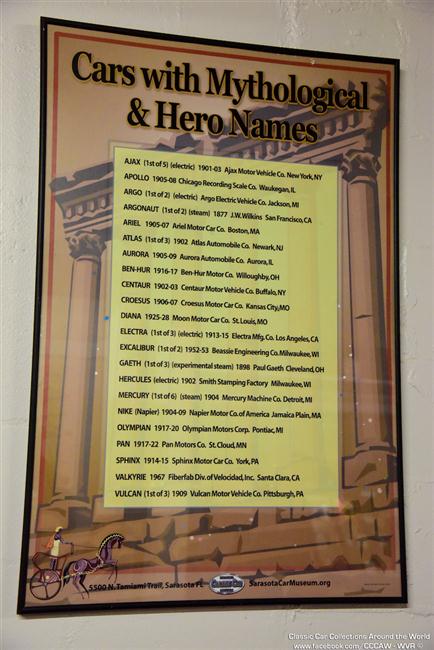 Cars with Mythological
& Hero Names
AJAX (1st of 5) (electric) 1901-03 Ajax Motor Vehicle Co. New York, NY
APOLLO 1905-08 Chicago Recording Scale Co. Waukegan, IL
ARGO (1st of 2) (electric) Argo Electric Vehicle Co. Jackson, MI
ARGONAUT (1st of 2) (steam) 1877 J.W.Wilkins San Francisco, CA
ARIEL 1905-07 Ariel Motor Car Co. Boston, MA
ATLAS (1st of 3) 1902 Atlas Automobile Co. Newark, NJ
AURORA 1905-09 Aurora Automobile Co. Aurora, IL
BEN-HUR 1916-17 Ben-Hur Motor Co. Willoughby, OH
CENTAUR 1902-03 Centaur Motor Vehicle Co. Buffalo, NY
CROESUS 1906-07 Croesus Motor Car Co. Kansas City, MO
DIANA 1925-28 Moon Motor Car Co. St. Louis, MO
ELECTRA (1st of 3) (electric) 1913-15 Electra Mfg. Co. Los Angeles, CA
EXCALIBUR (1st of 2) 1952-53 Beassie Engineering Co. Milwaukee, WI
GAETH (1st of 3) (experimental steam) 1898 Paul Gaeth Cleveland, OH
HERCULES (electric) 1902 Smith Stamping Factory Milwaukee, WI
MERCURY (1st of 6) (steam) 1904 Mercury Machine Co. Detroit, MI
NIKE (Napier) 1904-09 Napier Motor Co. of America Jamaica Plain, MA
OLYMPIAN 1917-20 Olympian Motors Corp. Pontiac, MI
PAN 1917-22 Pan Motors Co. St. Cloud, MN
SPHINX 1914-15 Sphinx Motor Car Co. York, PA
VALKYRIE 1967 Fiberfab Div. of Velocidad, Inc. Santa Clara, CA
VULCAN (1st of 3) 1909 Vulcan Motor Vehicle Co. Pittsburgh, PA
5500 N. Tamiami Trail, Sarasota FL SarasotaCarMuseum.org
Classic Car Collections Around the World
www.facebook.com/CCCAW - WVR ©